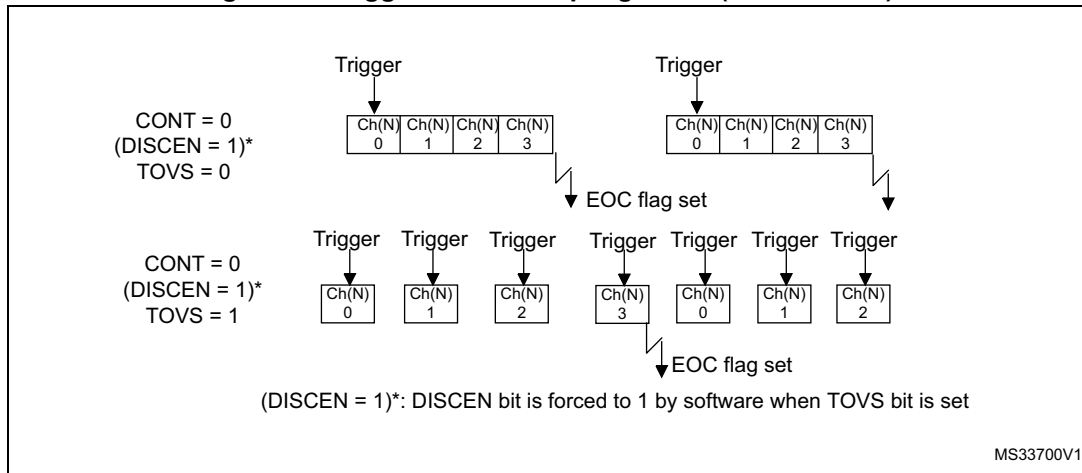 Trigger
Trigger
CONT = 0
(DISCEN = 1)*
TOVS = 0
Ch(N) Ch(N) Ch(N) Ch(N)
0 1 2 3
Ch(N) Ch(N) Ch(N) Ch(N)
0 1 2 3
EOC flag set
Trigger Trigger Trigger Trigger Trigger Trigger Trigger
CONT = 0
(DISCEN = 1)*
TOVS = 1
Ch(N) Ch(N) Ch(N) Ch(N) Ch(N) Ch(N) Ch(N)
0 1 2 3 0 1 2
EOC flag set
(DISCEN = 1)*: DISCEN bit is forced to 1 by software when TOVS bit is set
MS33700V1